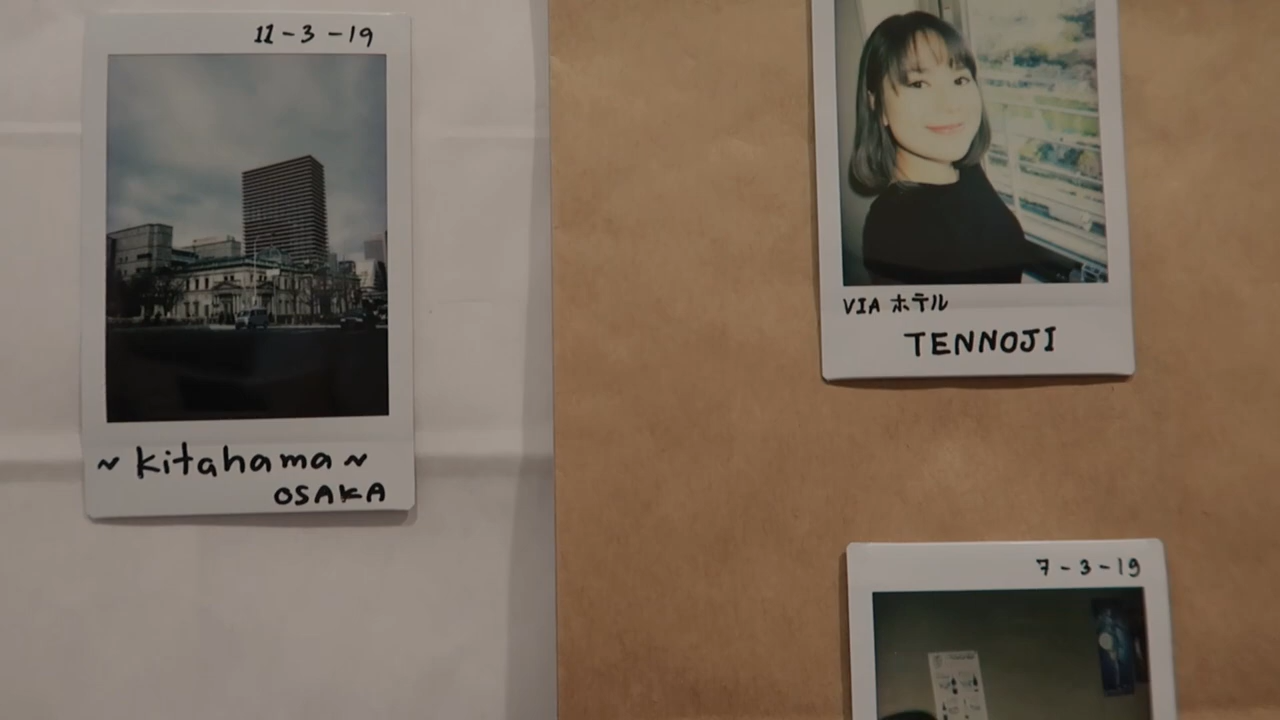 11-3-19
~ kitahama ~
OSAKA
VIA ホテル
TENNOJI
7-3-19